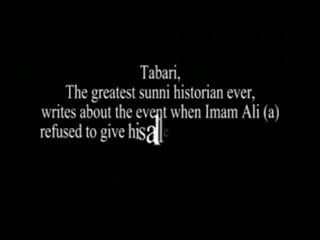 Tabari,
The greatest sunni historian ever,
writes about the event when Imam Ali (a)
refused to give his